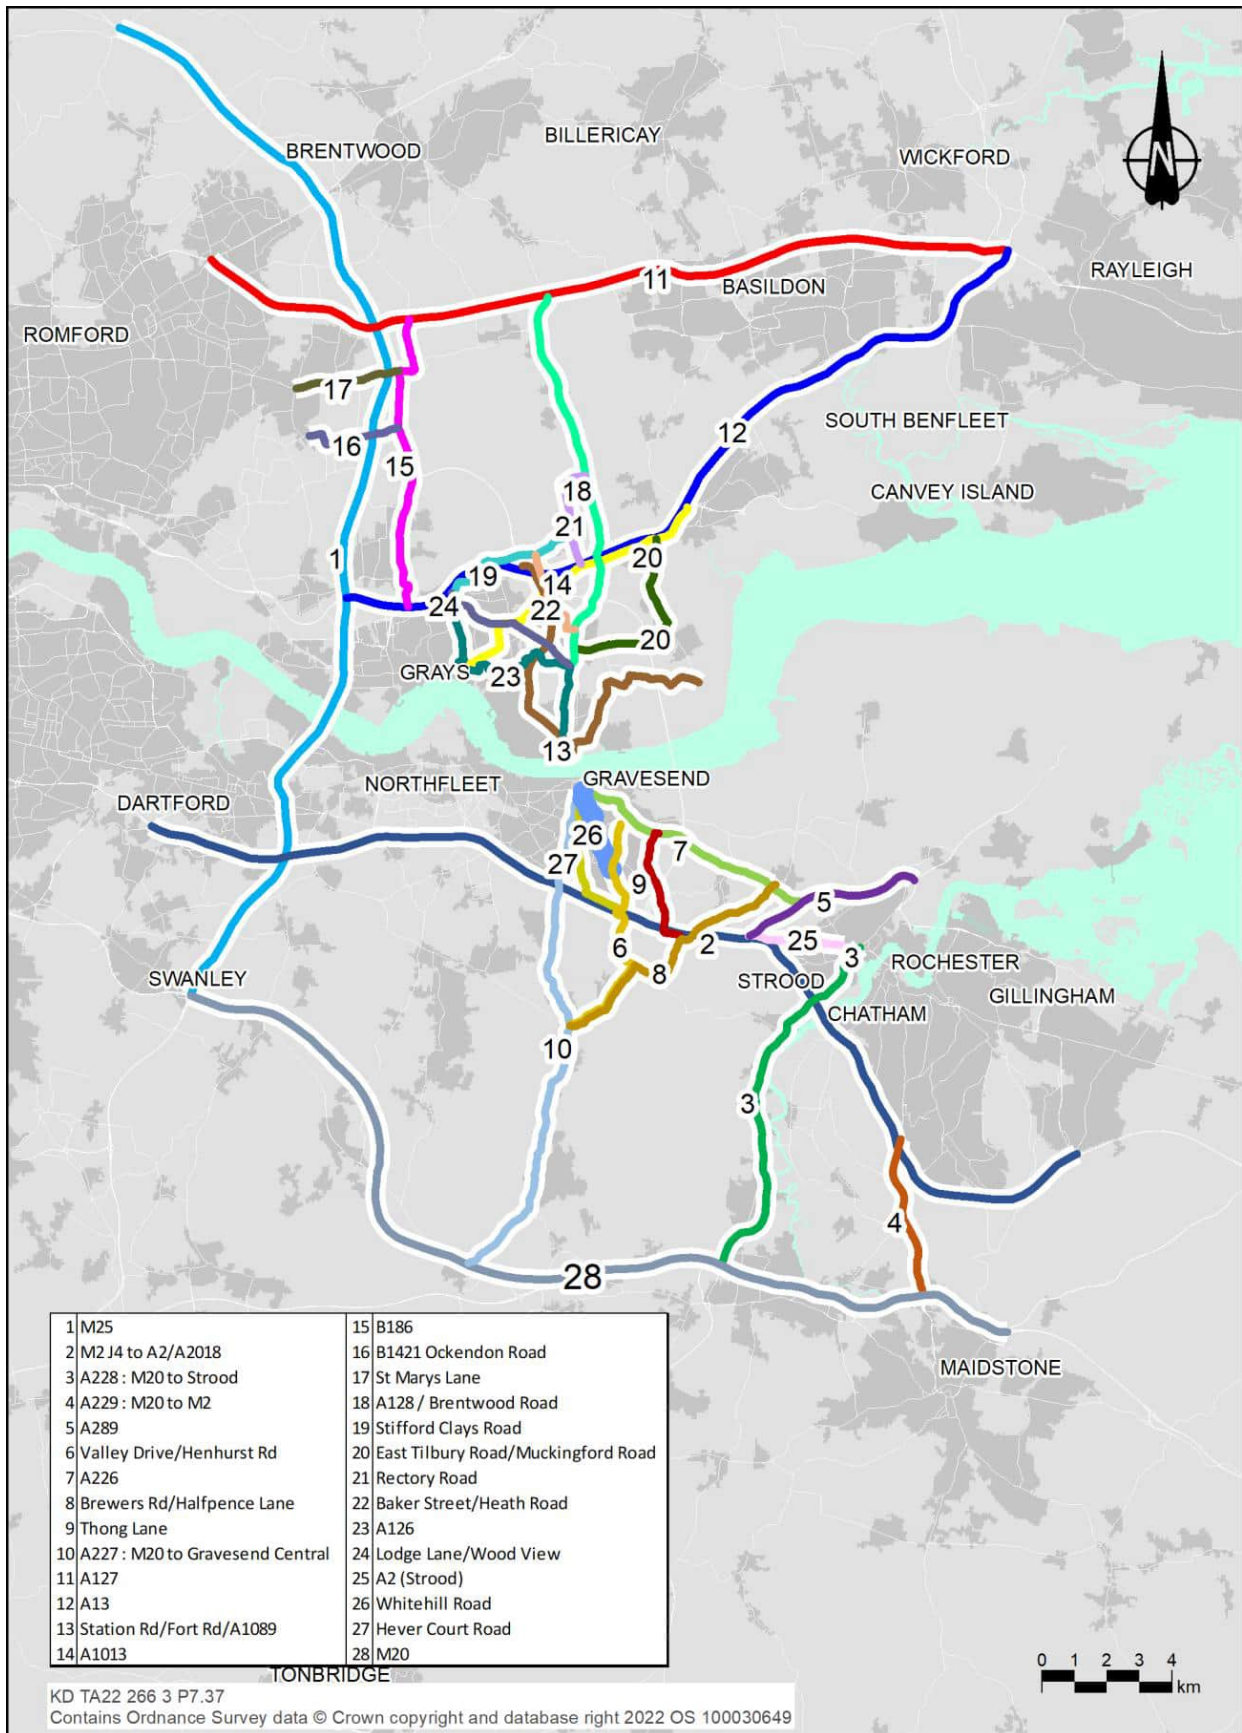 BILLERICAY
BRENTWOOD
WICKFORD
N
RAYLEIGH
11
BASILDON
ROMFORD
17
SOUTH BENFLEET
12
16
15
CANVEY ISLAND
18
21
1
20
19
14
24
22
20
GRAYS
23
13
GRAVESEND
NORTHFLEET
DARTFORD
26
7
27
9
5
2
25
6
3
ROCHESTER
8
SWANLEY
STROOD
GILLINGHAM
CHATHAM
10
3
4
28
MAIDSTONE
1 M25
2 M2 J4 to A2/A2018
3 A228 : M20 to Strood
4 A229 : M20 to M2
5 A289
6 Valley Drive/Henhurst Rd
7 A226
8 Brewers Rd/Halfpence Lane
9 Thong Lane
10 A227 : M20 to Gravesend Central
11 A127
12 A13
13 Station Rd/Fort Rd/A1089
14 A1013
15 B186
16 B1421 Ockendon Road
17 St Marys Lane
18 A128 / Brentwood Road
19 Stifford Clays Road
20 East Tilbury Road/Muckingford Road
21 Rectory Road
22 Baker Street/Heath Road
23 A126
24 Lodge Lane/Wood View
25 A2 (Strood)
26 Whitehill Road
27 Hever Court Road
28 M20
TONBRIDGE
0 1 2 3 4
km
KD TA22 266 3 P7.37
Contains Ordnance Survey data © Crown copyright and database right 2022 OS 100030649